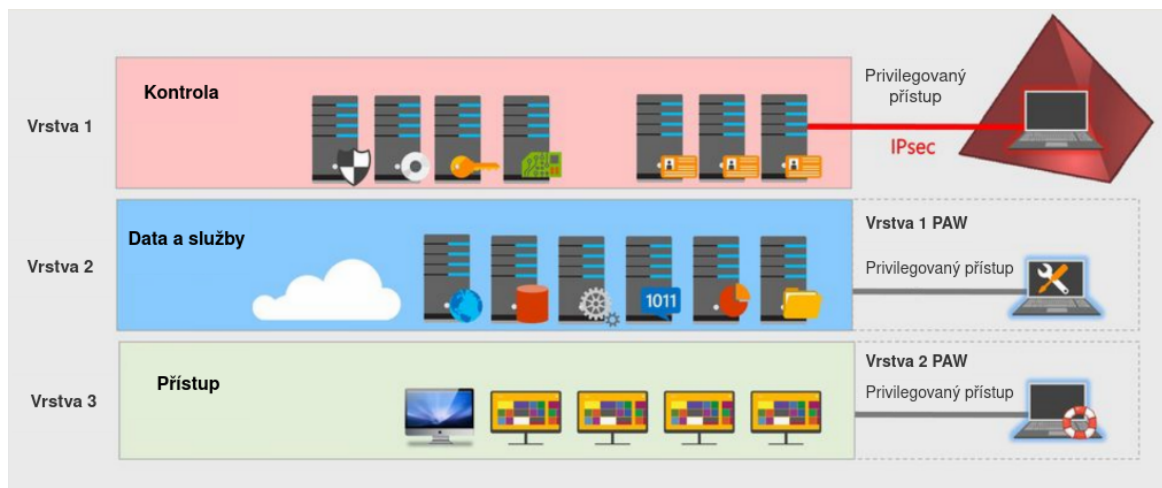 Kontrola
Privilegovaný
přístup
Vrstva 1
IPsec
Data a služby
Vrstva 1 PAW
Vrstva 2
Privilegovaný přístup
1011
Přístup
Vrstva 2 PAW
Privilegovaný přístup
Vrstva 3